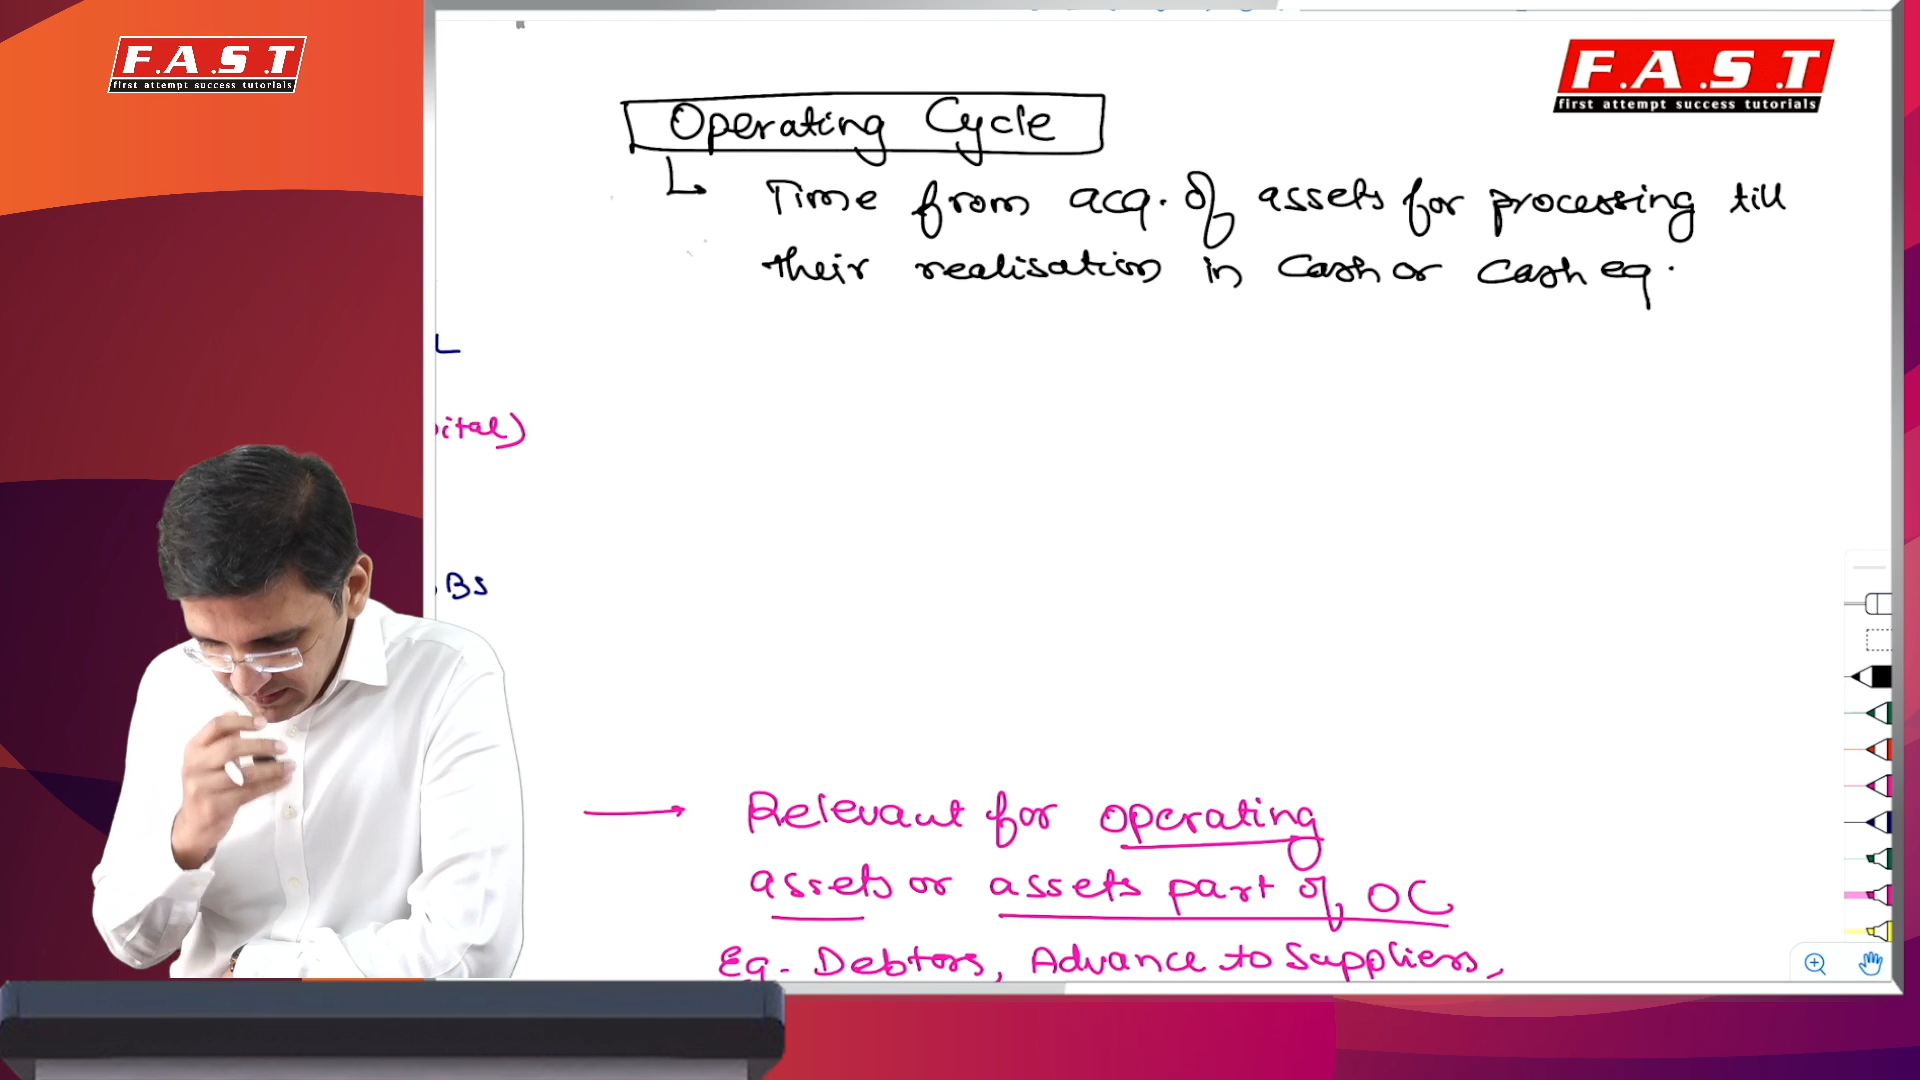 F.A.S.T
first attempt success tutorials
F.A.S.T
first attempt success tutorials
Operating Cycle
Time from acq. of assets for processing till
their realisation in Cash or Cash eq.
L
ital)
BS
Relevant for operating
assets or assets part of OC
Eg. Debtors, Advance to Suppliers,